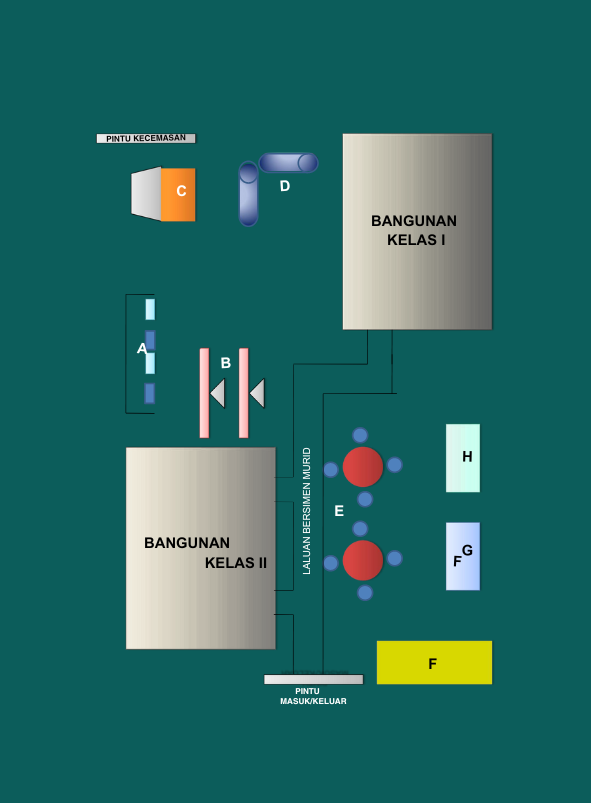 PINTU KECEMASAN
C
D
BANGUNAN
KELAS I
A
B
H
LALUAN BERSIMEN MURID
E
BANGUNAN
KELAS II
G
F
F
PINTU
MASUK/KELUAR